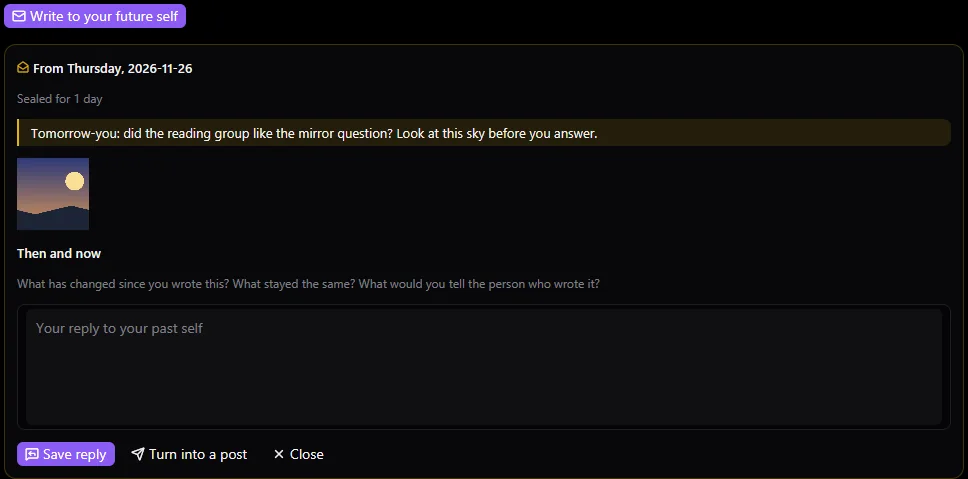 Write to your future self
From Thursday, 2026-11-26
Sealed for 1 day
Tomorrow-you: did the reading group like the mirror question? Look at this sky before you answer.
Then and now
What has changed since you wrote this? What stayed the same? What would you tell the person who wrote it?
Your reply to your past self
Save reply
Turn into a post
Close